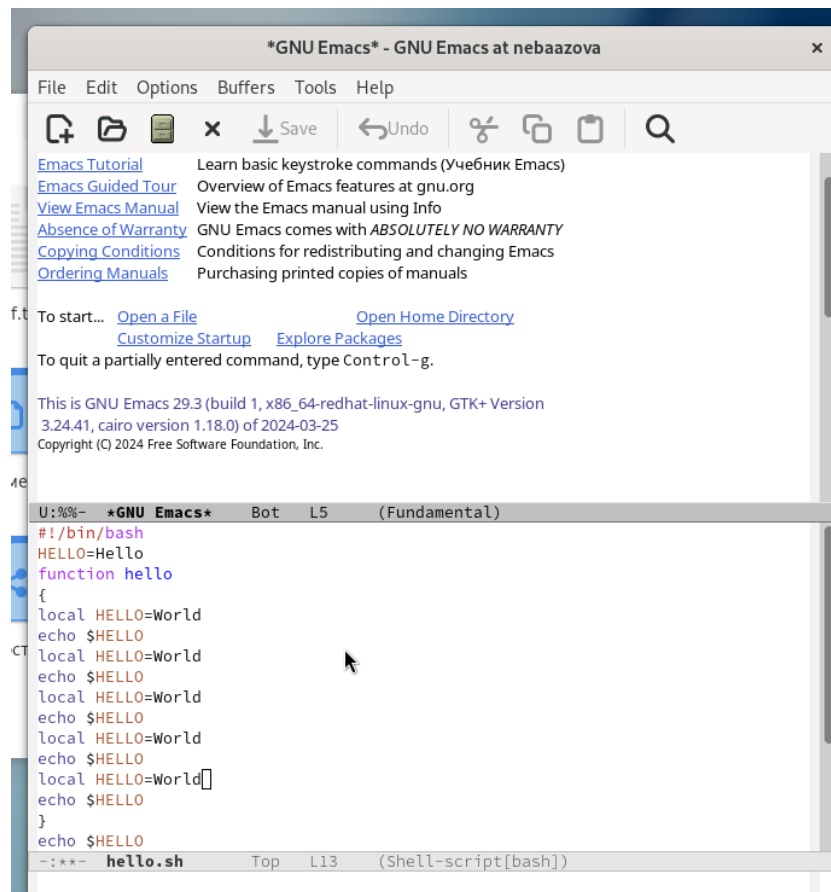 *GNU Emacs* - GNU Emacs at nebaazova ×
File Edit Options Buffers Tools Help
Save Undo
Emacs Tutorial Learn basic keystroke commands (Учебник Emacs)
Emacs Guided Tour Overview of Emacs features at gnu.org
View Emacs Manual View the Emacs manual using Info
Absence of Warranty GNU Emacs comes with ABSOLUTELY NO WARRANTY
Copying Conditions Conditions for redistributing and changing Emacs
Ordering Manuals Purchasing printed copies of manuals
To start... Open a File Open Home Directory
Customize Startup Explore Packages
To quit a partially entered command, type Control-g.
This is GNU Emacs 29.3 (build 1, x86_64-redhat-linux-gnu, GTK+ Version
3.24.41, cairo version 1.18.0) of 2024-03-25
Copyright (C) 2024 Free Software Foundation, Inc.
U:%%- *GNU Emacs* Bot L5 (Fundamental)
#!/bin/bash
HELLO=Hello
function hello
{
local HELLO=World
echo $HELLO
local HELLO=World
echo $HELLO
local HELLO=World
echo $HELLO
local HELLO=World
echo $HELLO
local HELLO=World
echo $HELLO
}
echo $HELLO
-:**- hello.sh Top L13 (Shell-script[bash])